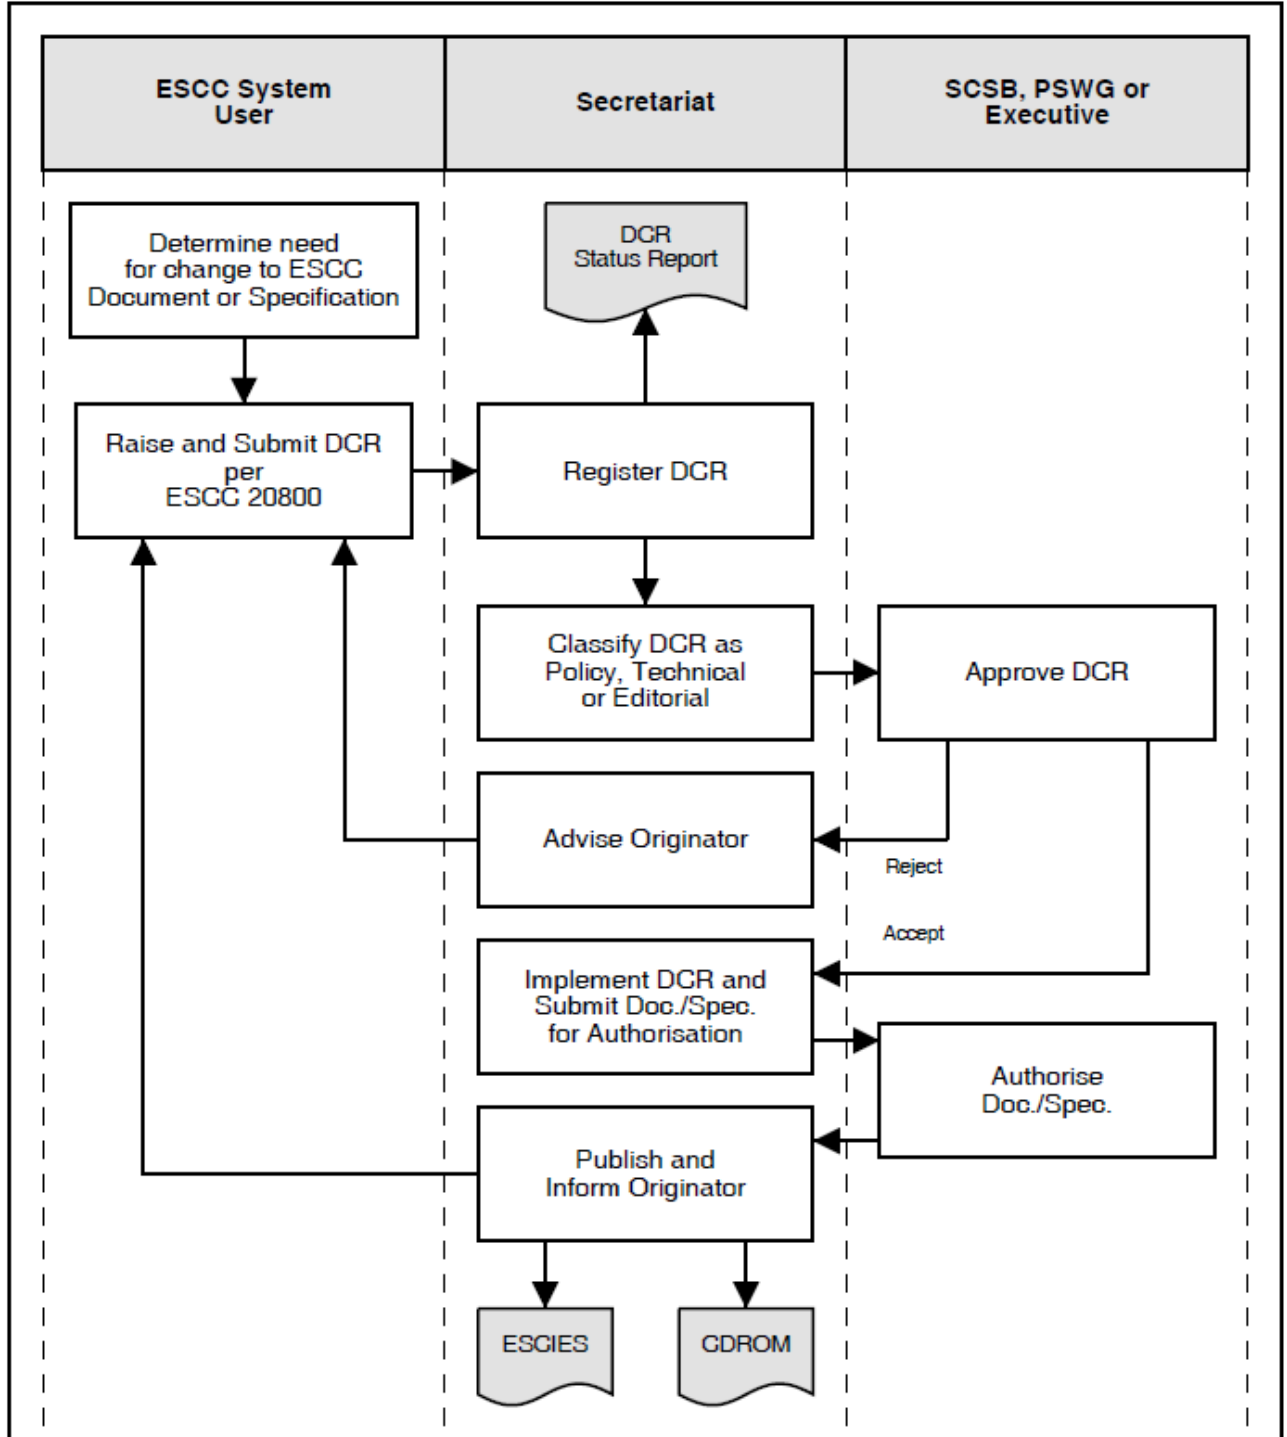 ESCC System
User
Secretariat
SCSB, PSWG or
Executive
Determine need
for change to ESCC
Document or Specification
DCR
Status Report
Raise and Submit DCR
per
ESCC 20800
Register DCR
Classify DCR as
Policy, Technical
or Editorial
Approve DCR
Advise Originator
Reject
Accept
Implement DCR and
Submit Doc./Spec.
for Authorisation
Authorise
Doc./Spec.
Publish and
Inform Originator
ESCIES
CDROM